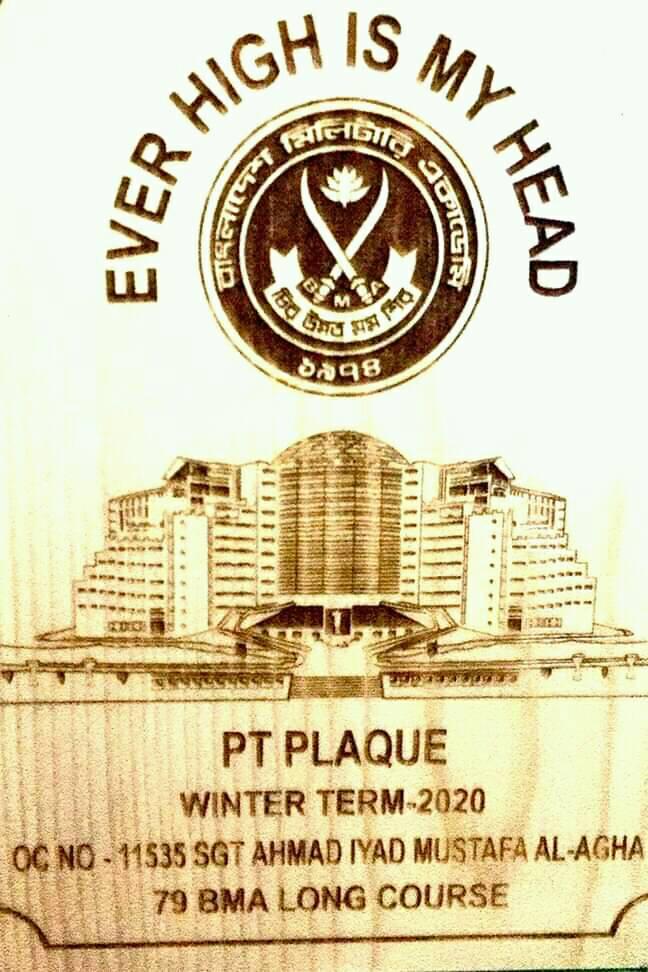 EVER HIGH IS MY HEAD
বাংলাদেশ মিলিটারি একাডেমি
BMA
চির উন্নত মম শির
১৯৭৪
PT PLAQUE
WINTER TERM-2020
OC NO - 11535 SGT AHMAD IYAD MUSTAFA AL-AGHA
79 BMA LONG COURSE